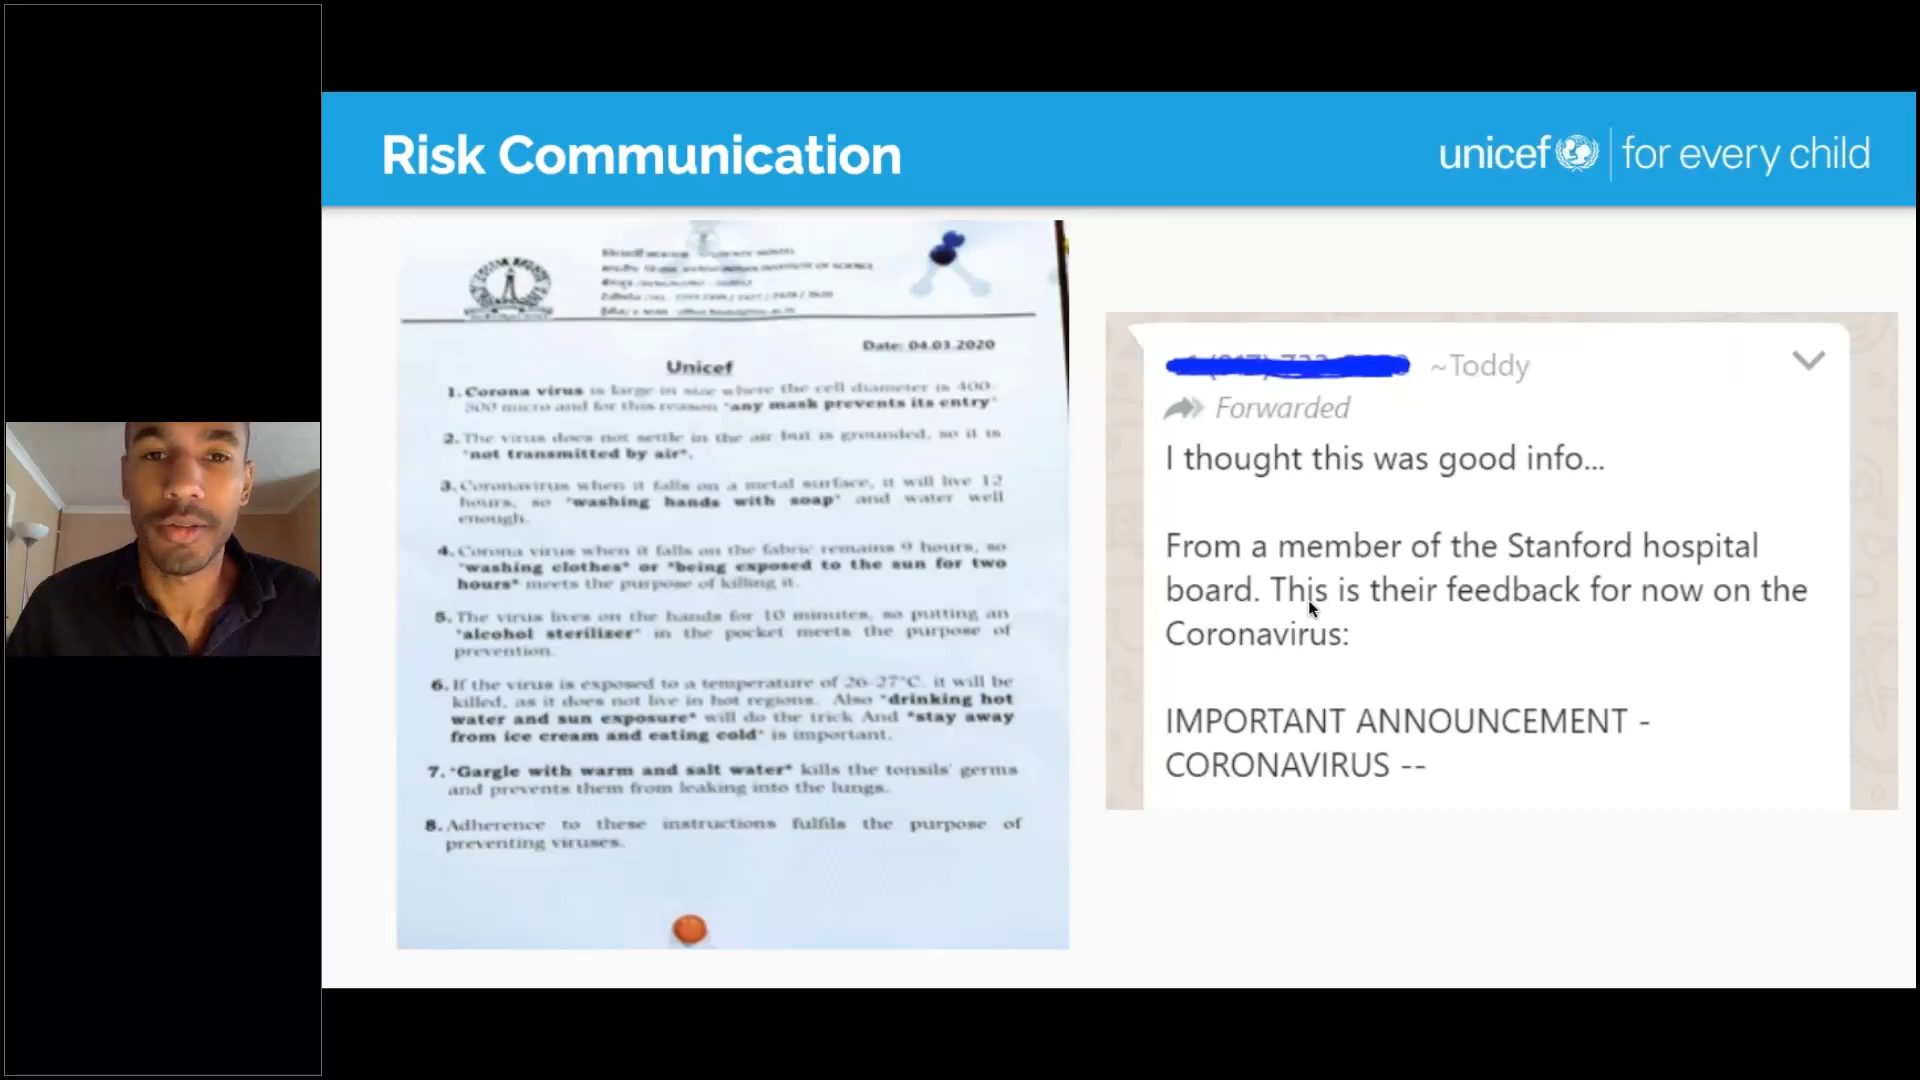 Risk Communication
unicef for every child
Date: 04.03.2020
Unicef
1. Corona virus is large in size where the cell diameter is 400-
500 micro and for this reason *any mask prevents its entry*
2. The virus does not settle in the air but is grounded, so it is
*not transmitted by air*.
3. Coronavirus when it falls on a metal surface, it will live 12
hours, so *washing hands with soap* and water well
enough.
4. Corona virus when it falls on the fabric remains 9 hours, so
*washing clothes* or *being exposed to the sun for two
hours* meets the purpose of killing it.
5. The virus lives on the hands for 10 minutes, so putting an
*alcohol sterilizer* in the pocket meets the purpose of
prevention.
6. If the virus is exposed to a temperature of 26-27°C. it will be
killed, as it does not live in hot regions. Also *drinking hot
water and sun exposure* will do the trick And *stay away
from ice cream and eating cold* is important.
7. *Gargle with warm and salt water* kills the tonsils' germs
and prevents them from leaking into the lungs.
8. Adherence to these instructions fulfils the purpose of
preventing viruses.
~Toddy
Forwarded
I thought this was good info...
From a member of the Stanford hospital
board. This is their feedback for now on the
Coronavirus:
IMPORTANT ANNOUNCEMENT -
CORONAVIRUS --